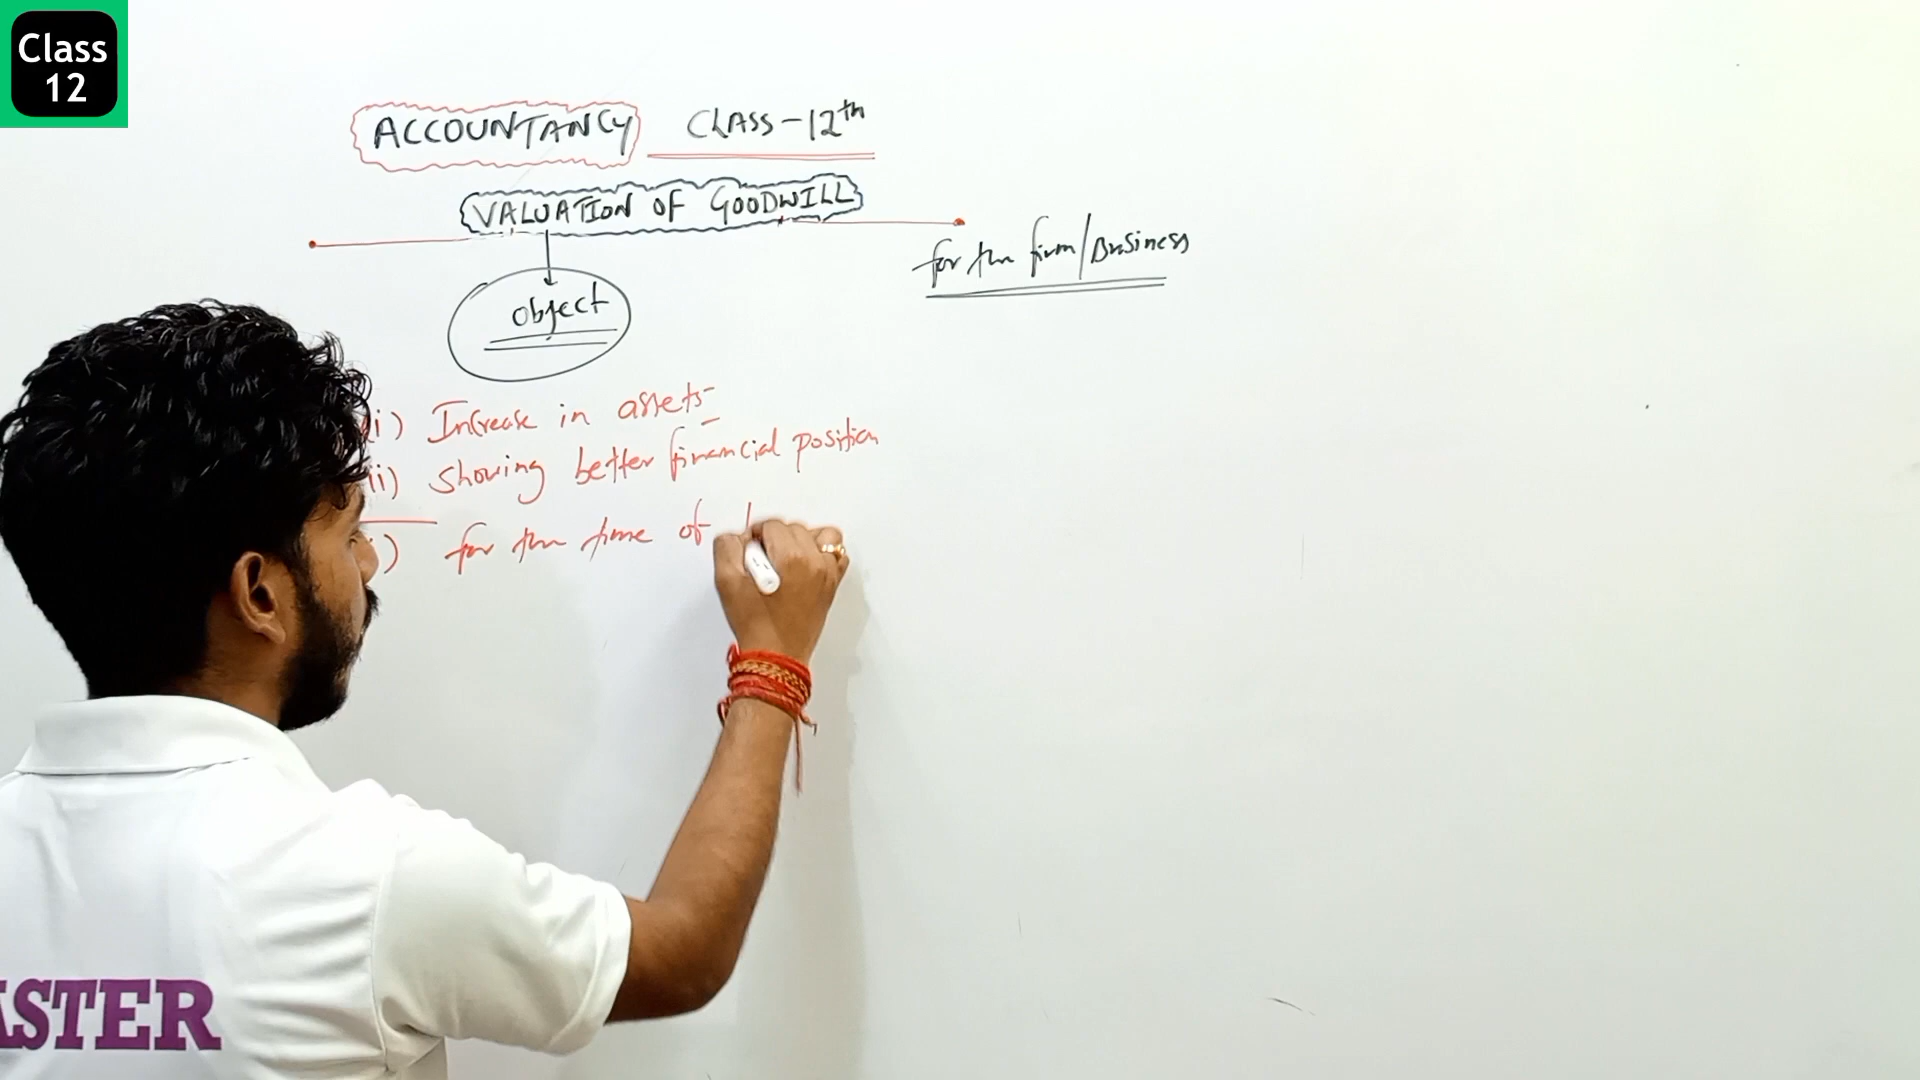 Class
12
ACCOUNTANCY CLASS-12th
VALUATION OF GOODWILL
for the firm/Business
object
i) Increase in assets
ii) Showing better financial position
i) for the time of
ASTER